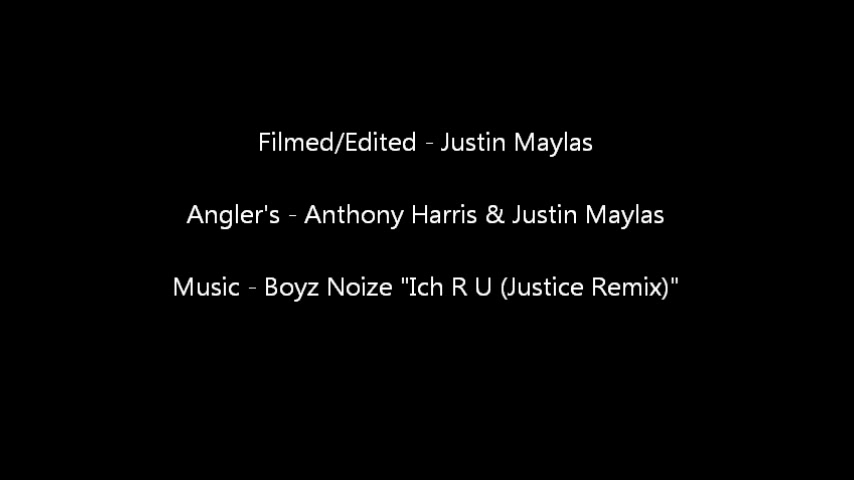 Filmed/Edited - Justin Maylas
Angler's - Anthony Harris & Justin Maylas
Music - Boyz Noize "Ich R U (Justice Remix)"